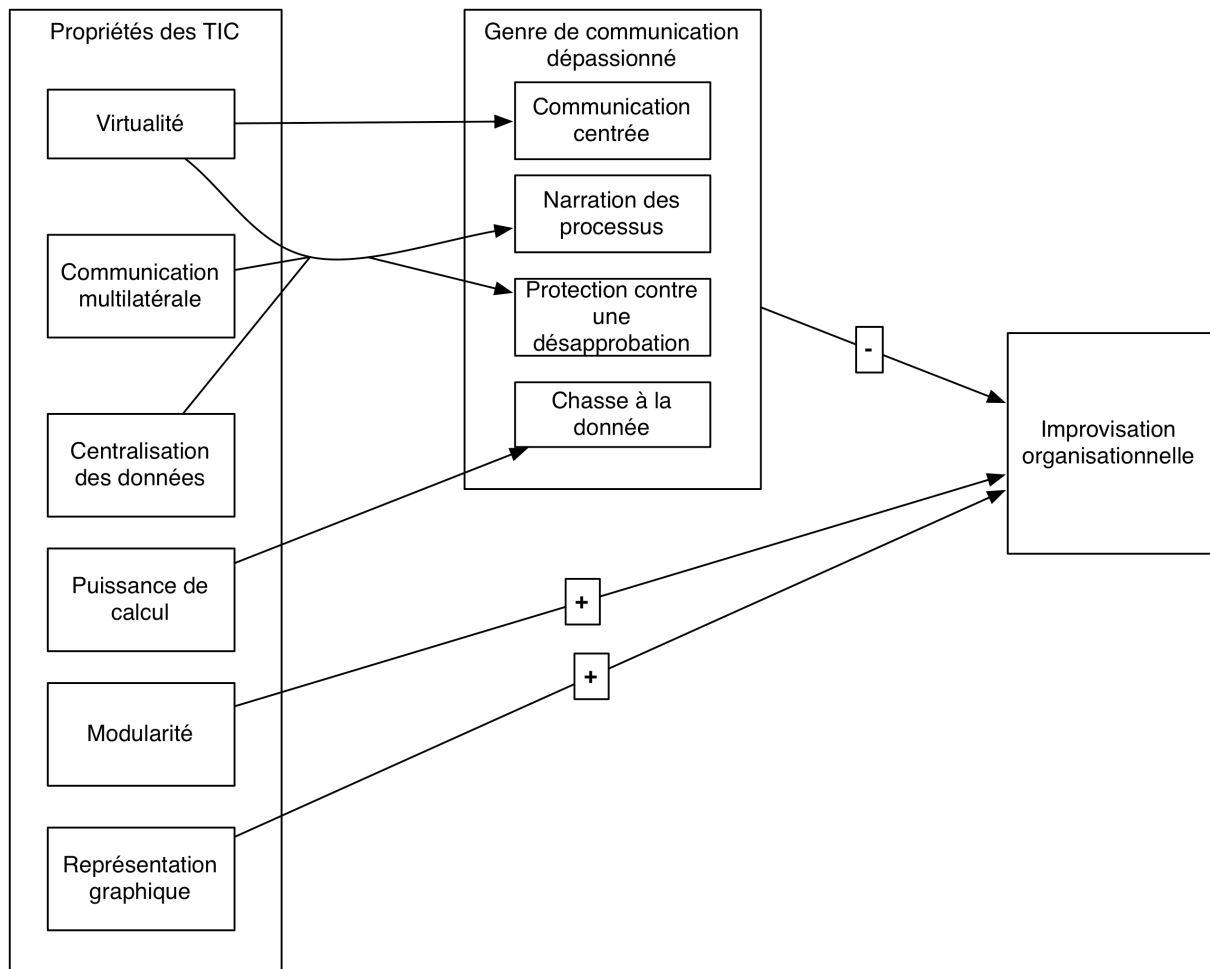 Propriétés des TIC
Virtualité
Communication
multilatérale
Centralisation
des données
Puissance de
calcul
Modularité
Représentation
graphique
Genre de communication
dépassionné
Communication
centrée
Narration des
processus
Protection contre
une
désapprobation
Chasse à la
donnée
-
+
+
Improvisation
organisationnelle